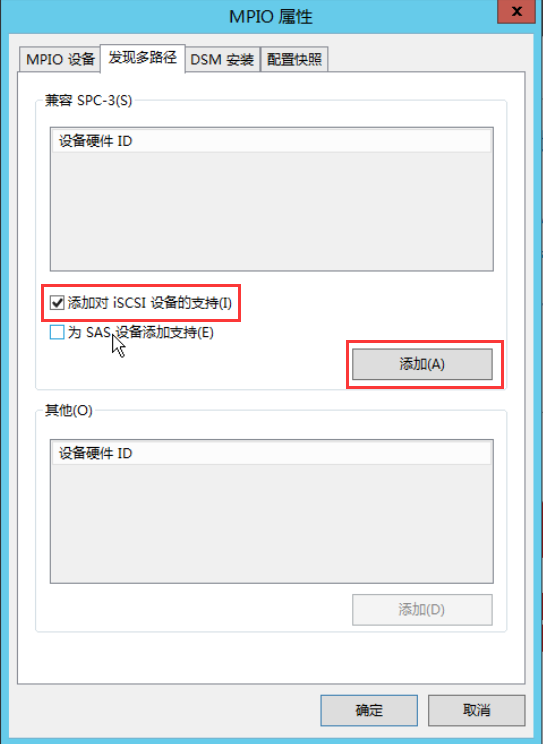 MPIO 属性
MPIO 设备 发现多路径 DSM 安装 配置快照
兼容 SPC-3(S)
设备硬件 ID
添加对 iSCSI 设备的支持(I)
为 SAS 设备添加支持(E)
添加(A)
其他(O)
设备硬件 ID
添加(D)
确定 取消